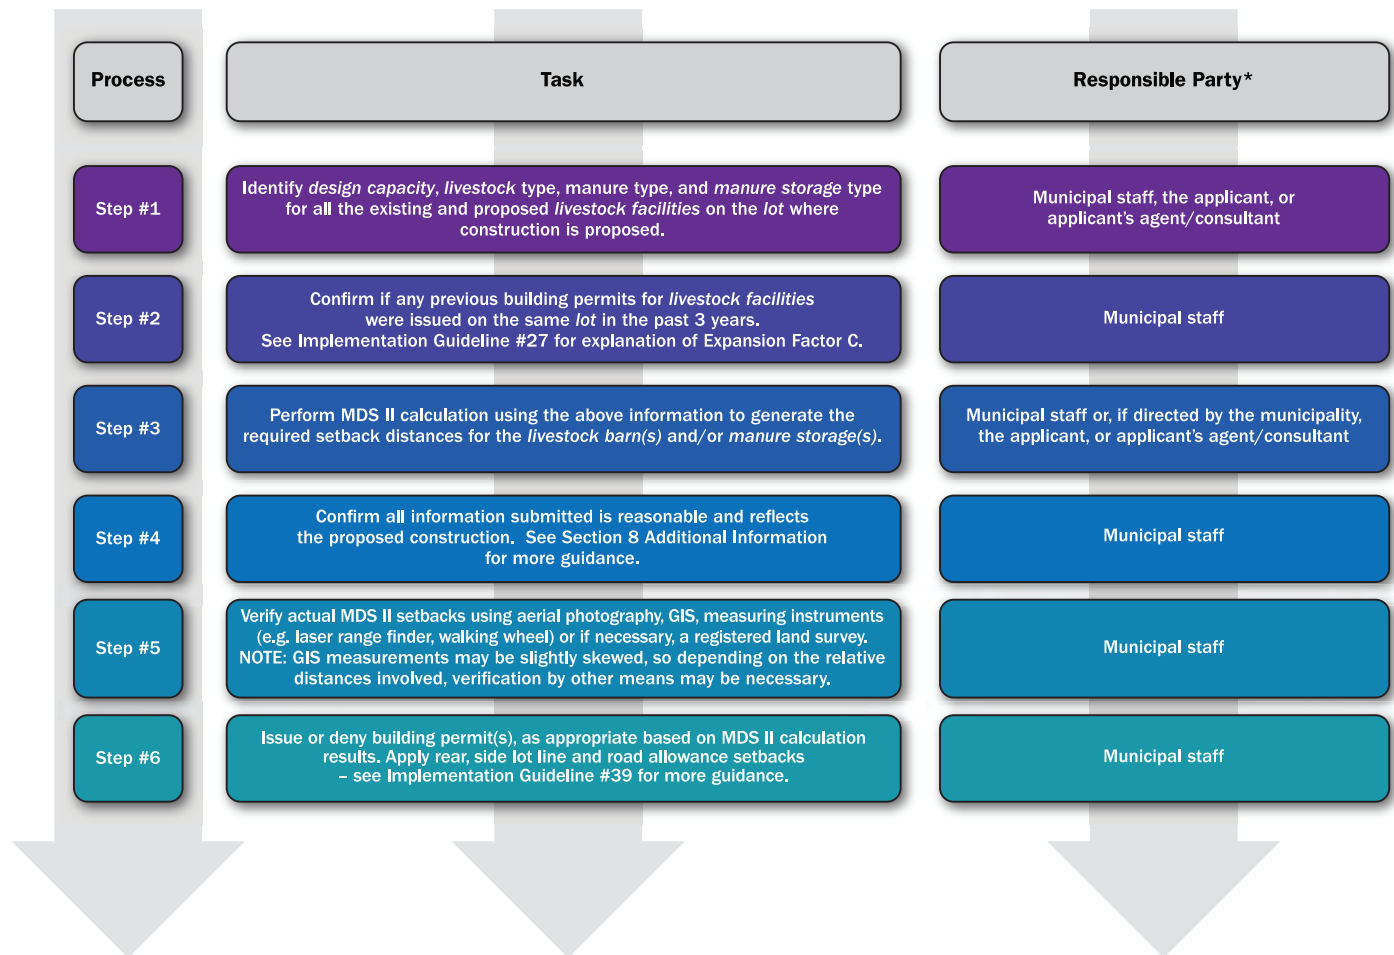 Process
Task
Responsible Party*
Step #1
Identify design capacity, livestock type, manure type, and manure storage type
for all the existing and proposed livestock facilities on the lot where
construction is proposed.
Municipal staff, the applicant, or
applicant's agent/consultant
Step #2
Confirm if any previous building permits for livestock facilities
were issued on the same lot in the past 3 years.
See Implementation Guideline #27 for explanation of Expansion Factor C.
Municipal staff
Step #3
Perform MDS II calculation using the above information to generate the
required setback distances for the livestock barn(s) and/or manure storage(s).
Municipal staff or, if directed by the municipality,
the applicant, or applicant's agent/consultant
Step #4
Confirm all information submitted is reasonable and reflects
the proposed construction. See Section 8 Additional Information
for more guidance.
Municipal staff
Step #5
Verify actual MDS II setbacks using aerial photography, GIS, measuring instruments
(e.g. laser range finder, walking wheel) or if necessary, a registered land survey.
NOTE: GIS measurements may be slightly skewed, so depending on the relative
distances involved, verification by other means may be necessary.
Municipal staff
Step #6
Issue or deny building permit(s), as appropriate based on MDS II calculation
results. Apply rear, side lot line and road allowance setbacks
– see Implementation Guideline #39 for more guidance.
Municipal staff